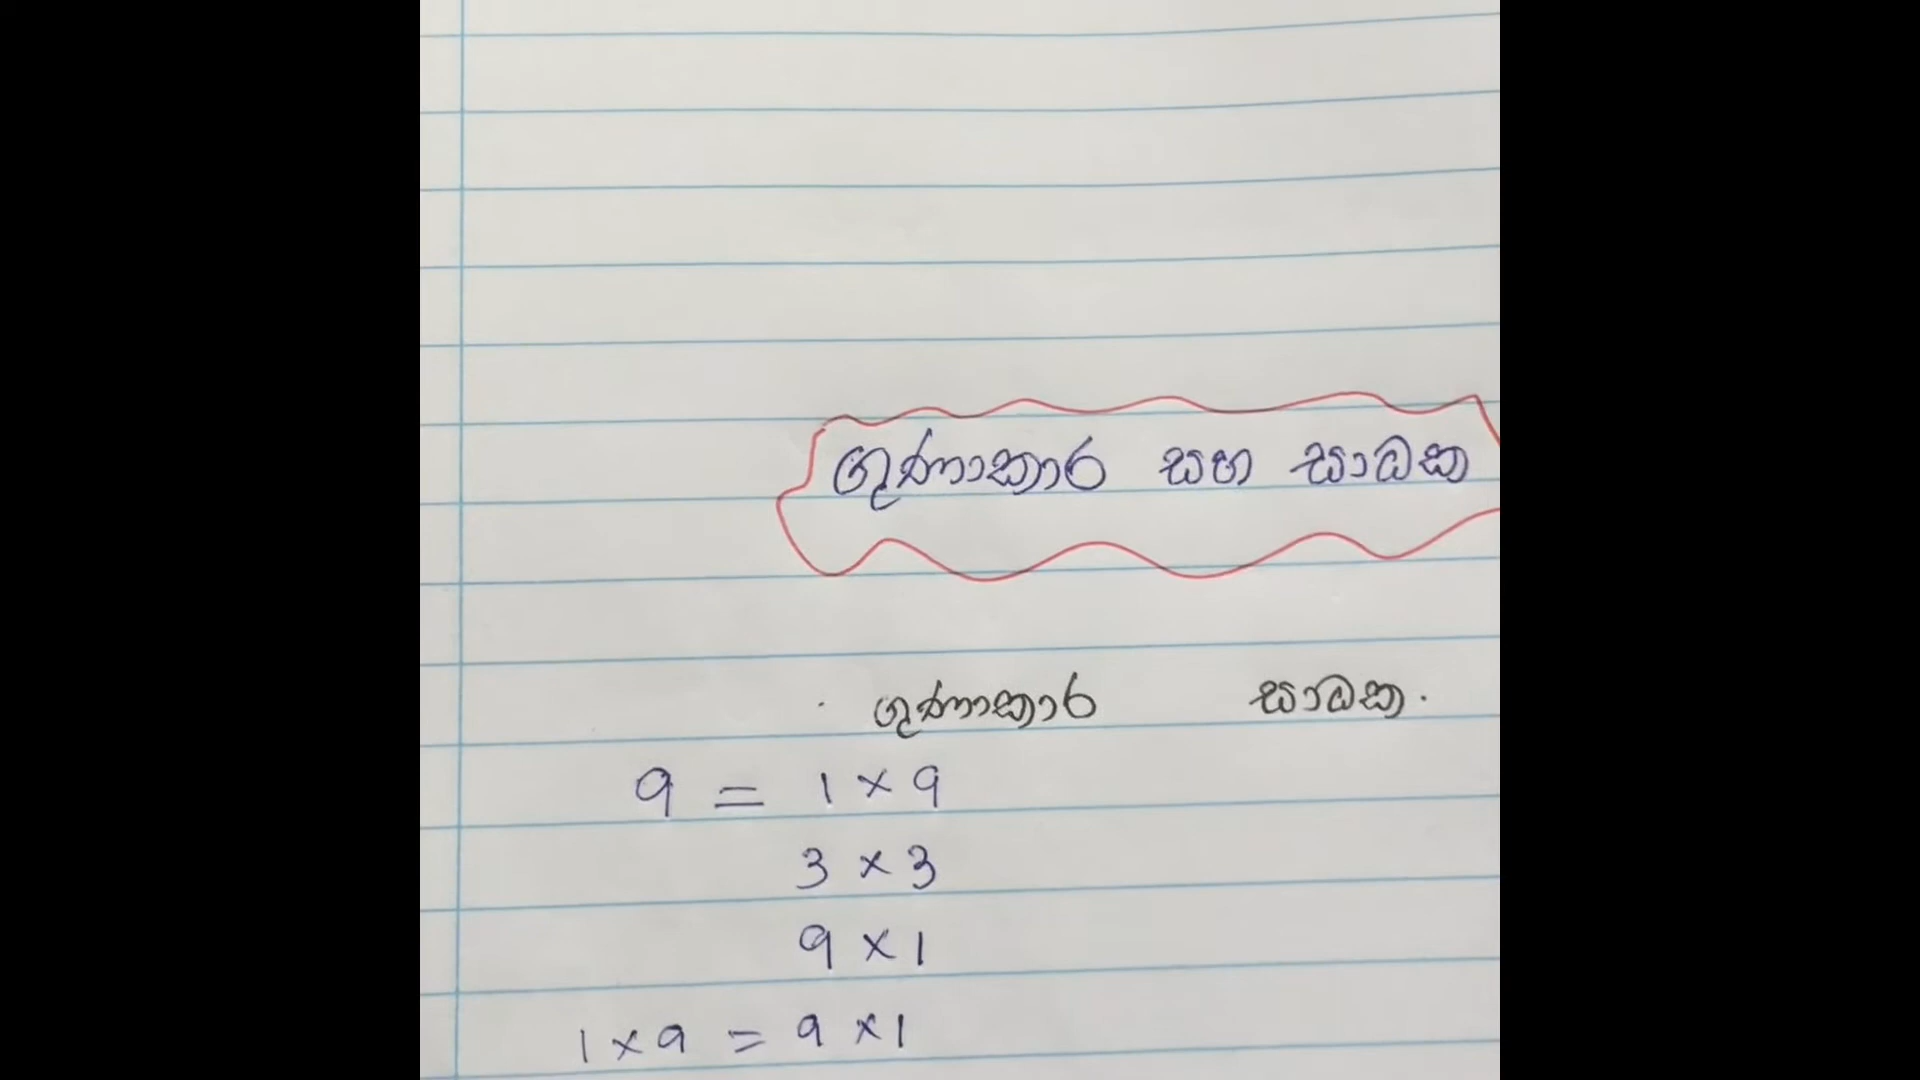 ගුණාකාර සහ සාධක
ගුණාකාර සාධක.
9 = 1 × 9
3 × 3
9 × 1
1 × 9 = 9 × 1